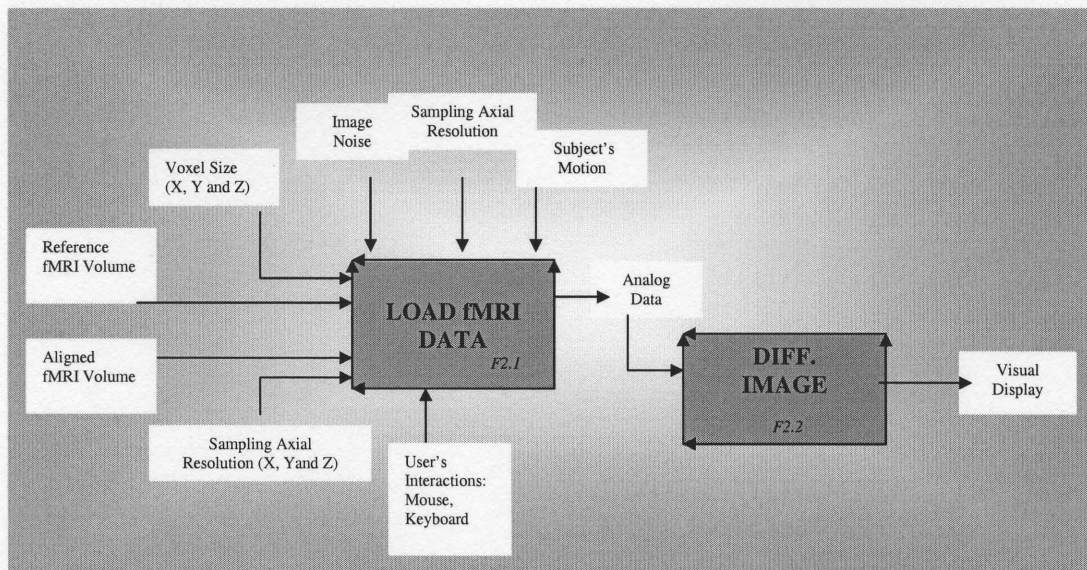 Image
Noise
Sampling Axial
Resolution
Subject's
Motion
Voxel Size
(X, Y and Z)
Reference
fMRI Volume
Aligned
fMRI Volume
Sampling Axial
Resolution (X, Yand Z)
User's
Interactions:
Mouse,
Keyboard
LOAD fMRI
DATA
F2.1
Analog
Data
DIFF.
IMAGE
F2.2
Visual
Display